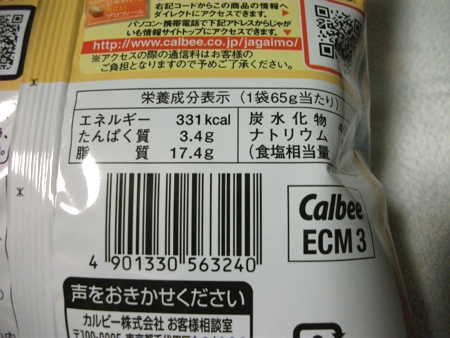 右記コードからこの商品の情報へ
ダイレクトにアクセスできます。
パソコン・携帯電話で下記アドレスからじゃが
いも情報サイトトップにアクセスできます。
http://www.calbee.co.jp/jagaimo/
※アクセスの際の通信料はお客様の
ご負担となりますので予めご了承ください。
栄養成分表示(1袋65g当たり)
エネルギー 331kcal 炭水化物
たんぱく質 3.4g ナトリウム
脂質 17.4g (食塩相当量
Calbee
ECM 3
4 901330 563240
声をおきかせください
カルビー株式会社 お客様相談室
〒100-0005